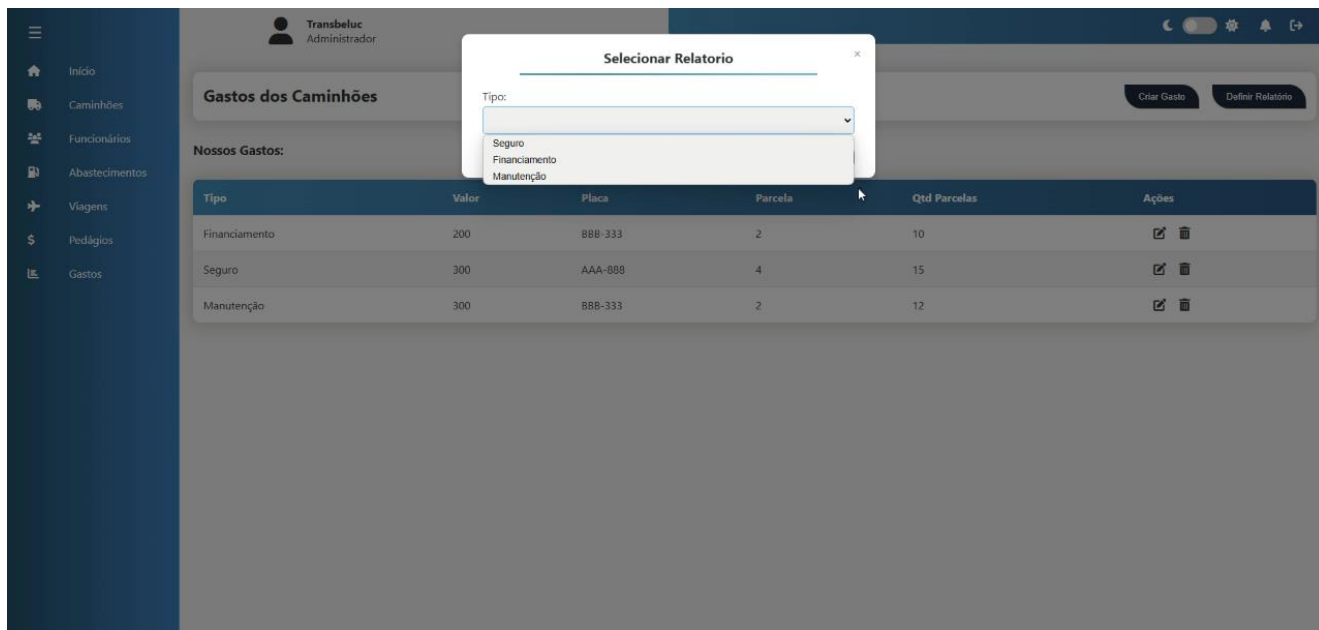 Transbeluc
Administrador
Início
Caminhões
Funcionários
Abastecimentos
Viagens
Pedágios
Gastos
Gastos dos Caminhões
Criar Gasto
Definir Relatório
Nossos Gastos:
Selecionar Relatorio
×
Tipo:
Seguro
Financiamento
Manutenção
Tipo Valor Placa Parcela Qtd Parcelas Ações
Financiamento 200 BBB-333 2 10
Seguro 300 AAA-888 4 15
Manutenção 300 BBB-333 2 12